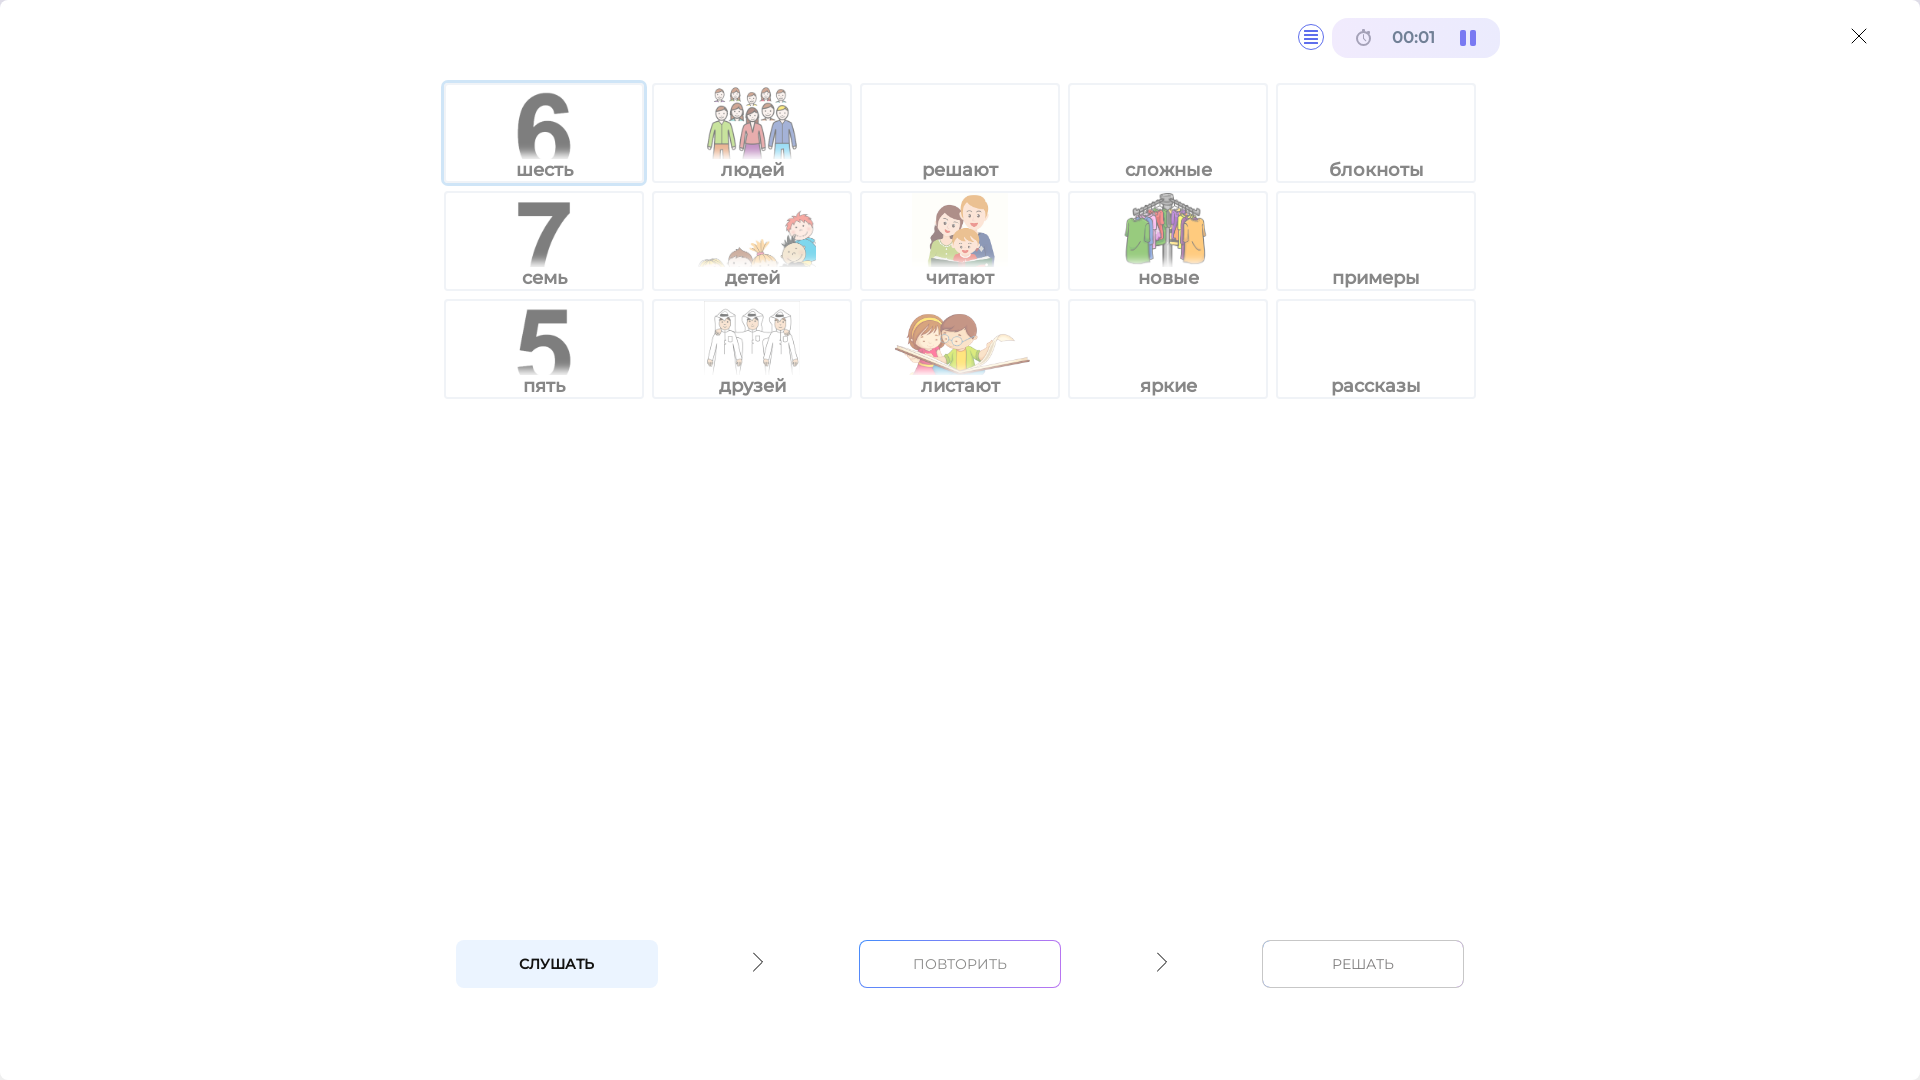 00:01
6 шесть
людей
решают
сложные
блокноты
7 семь
детей
читают
новые
примеры
5 пять
друзей
листают
яркие
рассказы
СЛУШАТЬ
ПОВТОРИТЬ
РЕШАТЬ